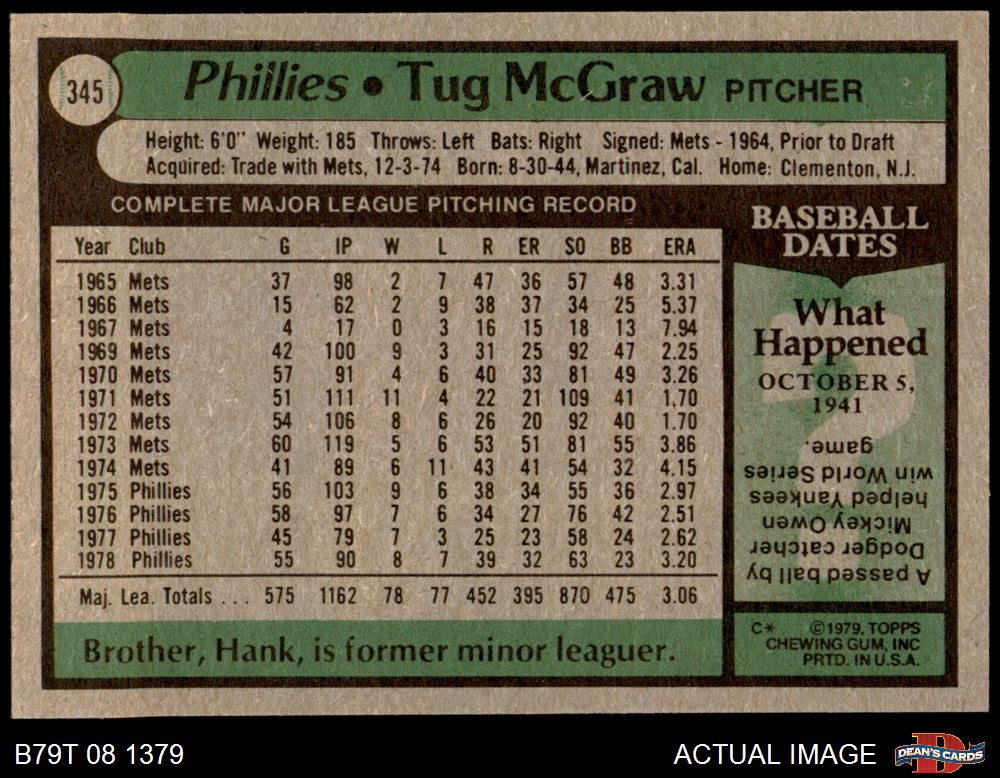 345
Phillies • Tug McGraw PITCHER
Height: 6'0" Weight: 185 Throws: Left Bats: Right Signed: Mets - 1964, Prior to Draft
Acquired: Trade with Mets, 12-3-74 Born: 8-30-44, Martinez, Cal. Home: Clementon, N.J.
COMPLETE MAJOR LEAGUE PITCHING RECORD
Year Club G IP W L R ER SO BB ERA
1965 Mets 37 98 2 7 47 36 57 48 3.31
1966 Mets 15 62 2 9 38 37 34 25 5.37
1967 Mets 4 17 0 3 16 15 18 13 7.94
1969 Mets 42 100 9 3 31 25 92 47 2.25
1970 Mets 57 91 4 6 40 33 81 49 3.26
1971 Mets 51 111 11 4 22 21 109 41 1.70
1972 Mets 54 106 8 6 26 20 92 40 1.70
1973 Mets 60 119 5 6 53 51 81 55 3.86
1974 Mets 41 89 6 11 43 41 54 32 4.15
1975 Phillies 56 103 9 6 38 34 55 36 2.97
1976 Phillies 58 97 7 6 34 27 76 42 2.51
1977 Phillies 45 79 7 3 25 23 58 24 2.62
1978 Phillies 55 90 8 7 39 32 63 23 3.20
Maj. Lea. Totals . . . 575 1162 78 77 452 395 870 475 3.06
Brother, Hank, is former minor leaguer.
BASEBALL
DATES
What
Happened
OCTOBER 5,
1941
A passed ball by
Dodger catcher
Mickey Owen
helped Yankees
win World Series
game.
C* ©1979, TOPPS
CHEWING GUM, INC
PRTD. IN U.S.A.
B79T 08 1379
ACTUAL IMAGE
DEAN'S CARDS